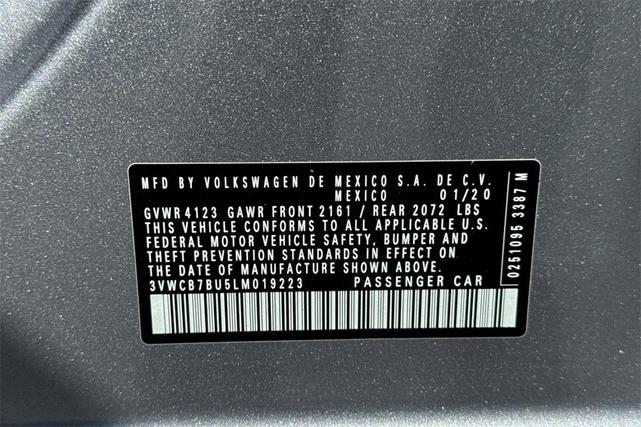 MFD BY VOLKSWAGEN DE MEXICO S.A. DE C.V.
MEXICO 01/20
GVWR 4123 GAWR FRONT 2161 / REAR 2072 LBS
THIS VEHICLE CONFORMS TO ALL APPLICABLE U.S.
FEDERAL MOTOR VEHICLE SAFETY, BUMPER AND
THEFT PREVENTION STANDARDS IN EFFECT ON
THE DATE OF MANUFACTURE SHOWN ABOVE.
3VWCB7BU5LM019223 PASSENGER CAR
0251095 3387 M